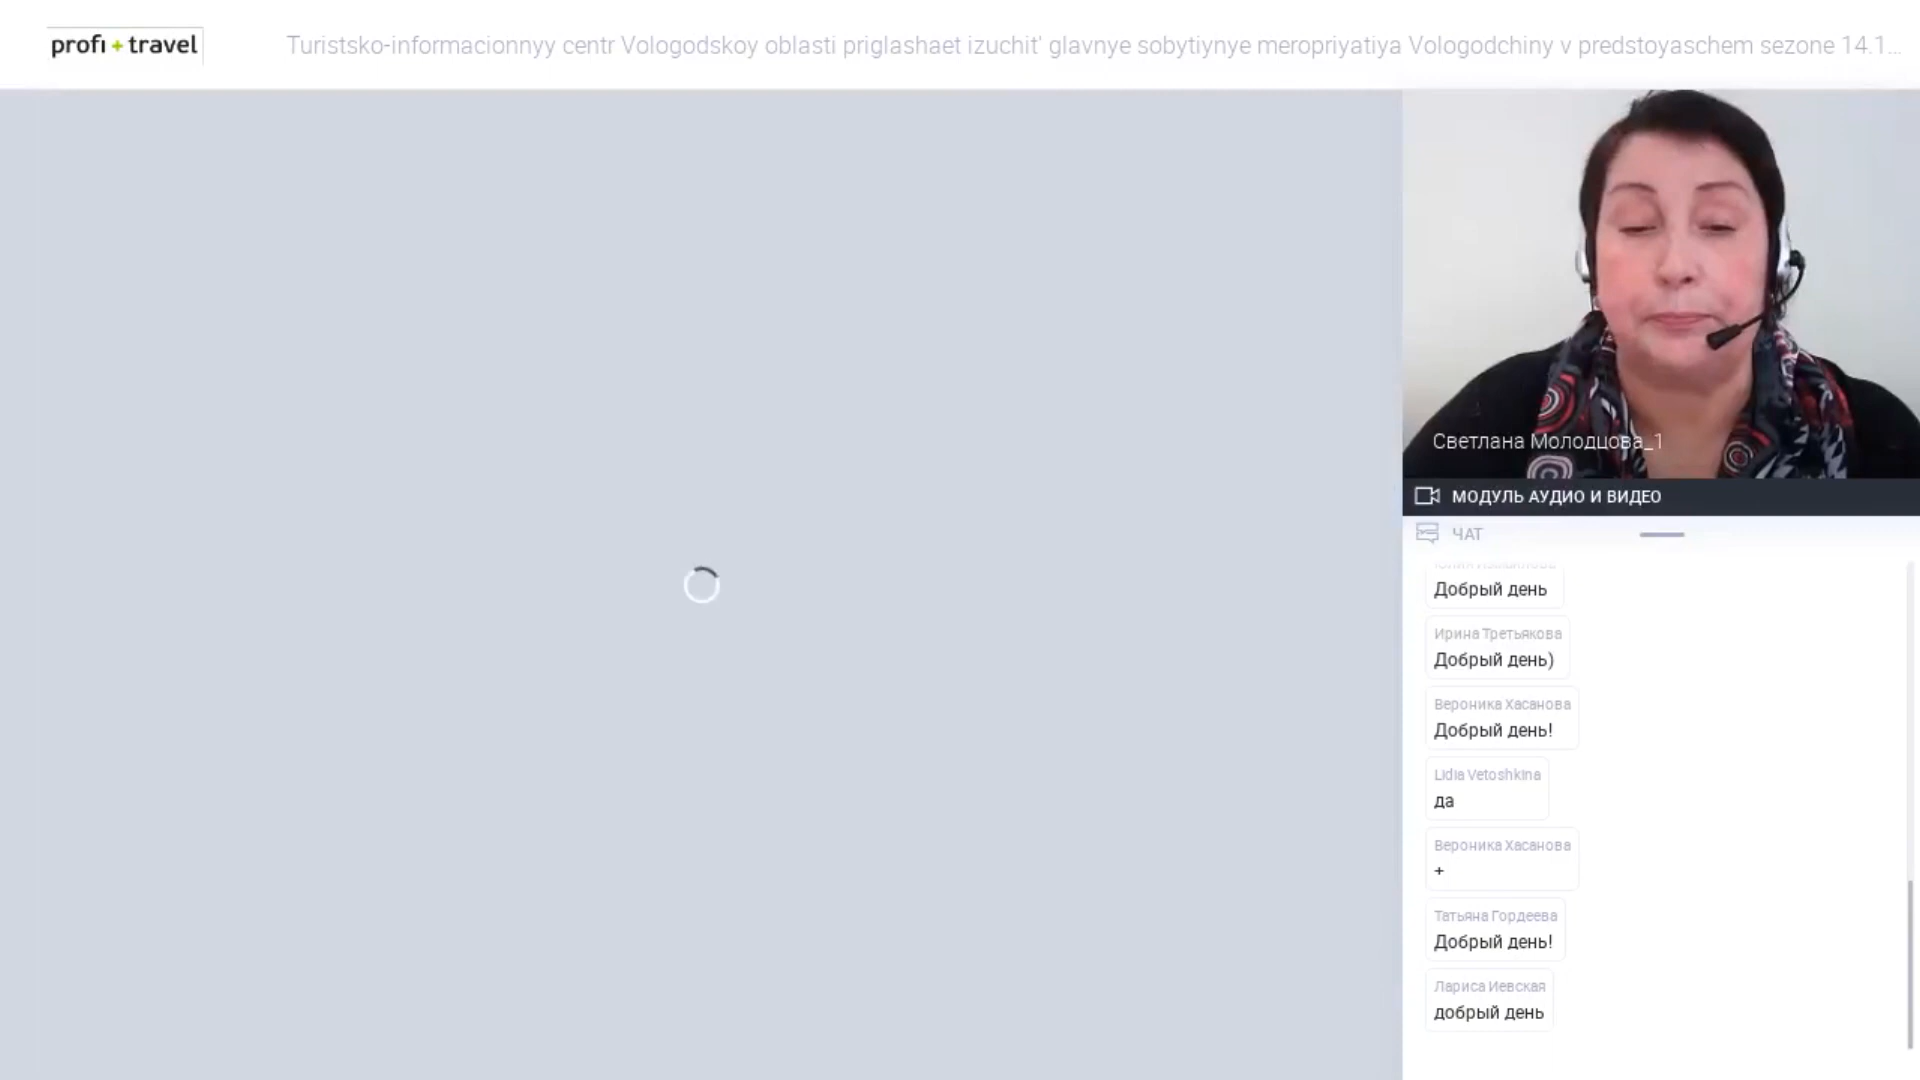 profi + travel
Turistsko-informacionnyy centr Vologodskoy oblasti priglashaet izuchit' glavnye sobytiynye meropriyatiya Vologodchiny v predstoyaschem sezone 14.1...
Светлана Молодцова_1
МОДУЛЬ АУДИО И ВИДЕО
ЧАТ
Добрый день
Ирина Третьякова
Добрый день)
Вероника Хасанова
Добрый день!
Lidia Vetoshkina
да
Вероника Хасанова
+
Татьяна Гордеева
Добрый день!
Лариса Иевская
добрый день